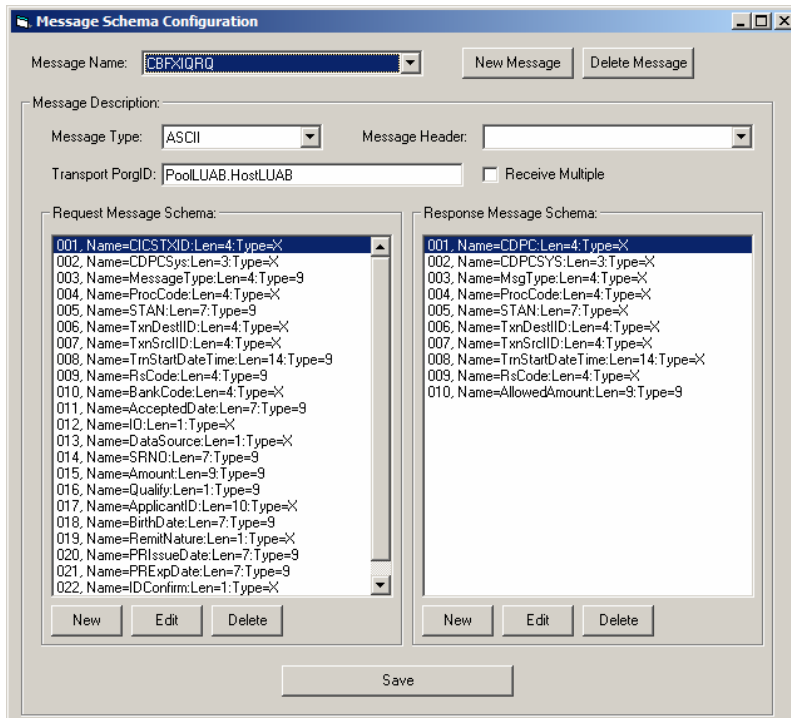 Message Schema Configuration
Message Name: CBFXIQRQ New Message Delete Message
Message Description:
Message Type: ASCII Message Header:
Transport PorgID: PoolLUAB.HostLUAB Receive Multiple
Request Message Schema: Response Message Schema:
001, Name=CICSTXID:Len=4:Type=X
002, Name=CDPCSys:Len=3:Type=X
003, Name=MessageType:Len=4:Type=9
004, Name=ProcCode:Len=4:Type=X
005, Name=STAN:Len=7:Type=9
006, Name=TxnDestIID:Len=4:Type=X
007, Name=TxnSrcIID:Len=4:Type=X
008, Name=TrnStartDateTime:Len=14:Type=9
009, Name=RsCode:Len=4:Type=9
010, Name=BankCode:Len=4:Type=X
011, Name=AcceptedDate:Len=7:Type=9
012, Name=IO:Len=1:Type=X
013, Name=DataSource:Len=1:Type=X
014, Name=SRNO:Len=7:Type=9
015, Name=Amount:Len=9:Type=9
016, Name=Qualify:Len=1:Type=9
017, Name=ApplicantID:Len=10:Type=X
018, Name=BirthDate:Len=7:Type=9
019, Name=RemitNature:Len=1:Type=X
020, Name=PRIssueDate:Len=7:Type=9
021, Name=PRExpDate:Len=7:Type=9
022, Name=IDConfirm:Len=1:Type=X
001, Name=CDPC:Len=4:Type=X
002, Name=CDPCSYS:Len=3:Type=X
003, Name=MsgType:Len=4:Type=X
004, Name=ProcCode:Len=4:Type=X
005, Name=STAN:Len=7:Type=X
006, Name=TxnDestIID:Len=4:Type=X
007, Name=TxnSrcIID:Len=4:Type=X
008, Name=TrnStartDateTime:Len=14:Type=X
009, Name=RsCode:Len=4:Type=X
010, Name=AllowedAmount:Len=9:Type=9
New Edit Delete New Edit Delete
Save